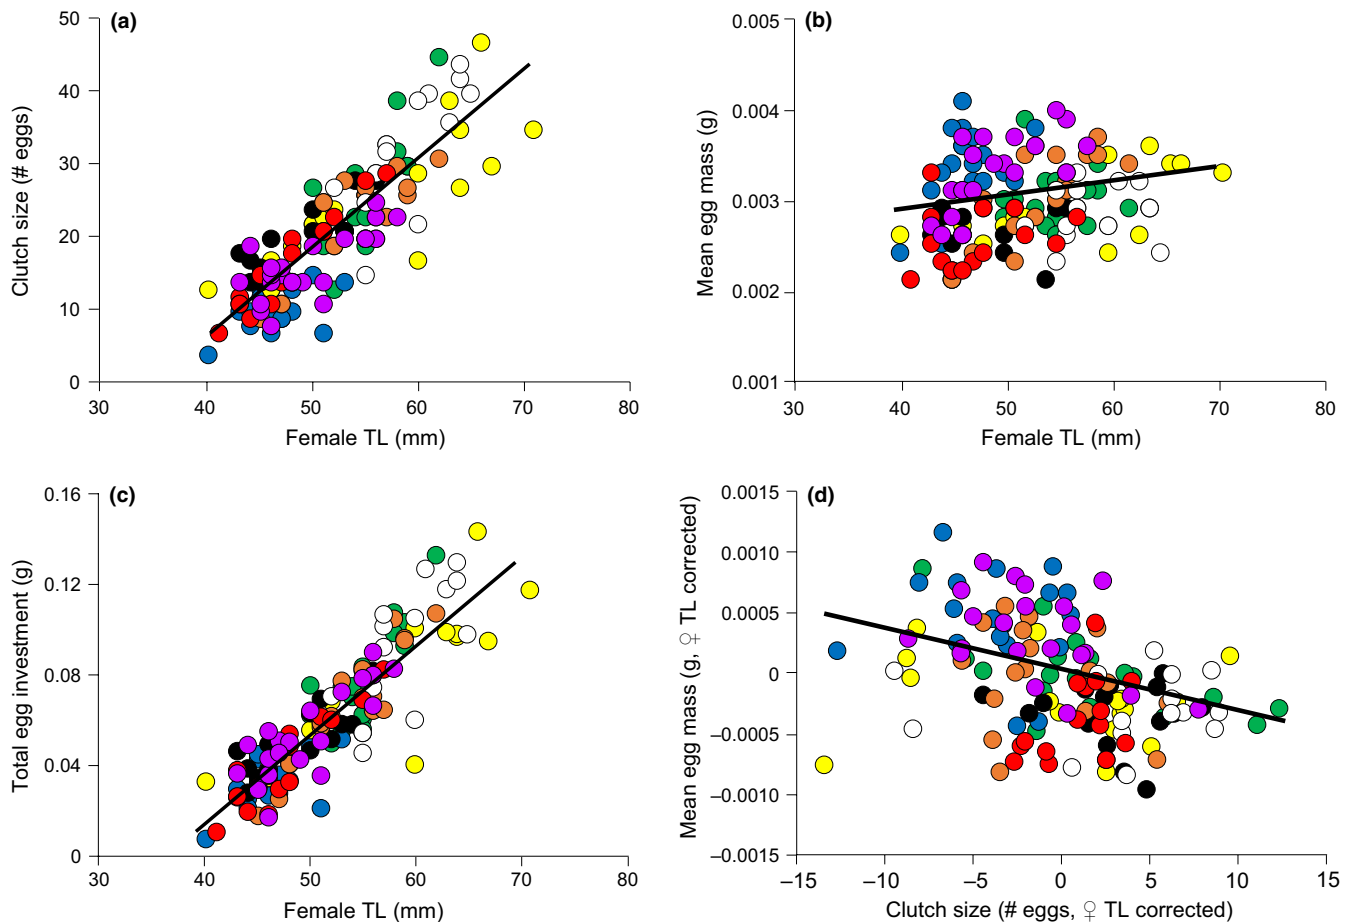 (a)
Clutch size (# eggs)
50
40
30
20
10
0
30 40 50 60 70 80
Female TL (mm)
(b)
Mean egg mass (g)
0.005
0.004
0.003
0.002
0.001
30 40 50 60 70 80
Female TL (mm)
(c)
Total egg investment (g)
0.16
0.12
0.08
0.04
0
30 40 50 60 70 80
Female TL (mm)
(d)
Mean egg mass (g, ♀ TL corrected)
0.0015
0.0010
0.0005
0
–0.0005
–0.0010
–0.0015
–15 –10 –5 0 5 10 15
Clutch size (# eggs, ♀ TL corrected)